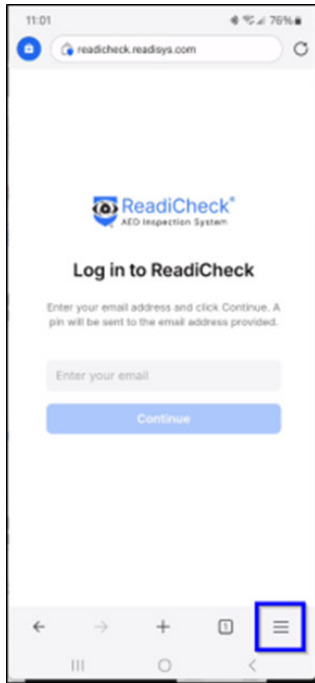 11:01 76%
readicheck.readisys.com
ReadiCheck®
AED Inspection System
Log in to ReadiCheck
Enter your email address and click Continue. A
pin will be sent to the email address provided.
Enter your email
Continue
1